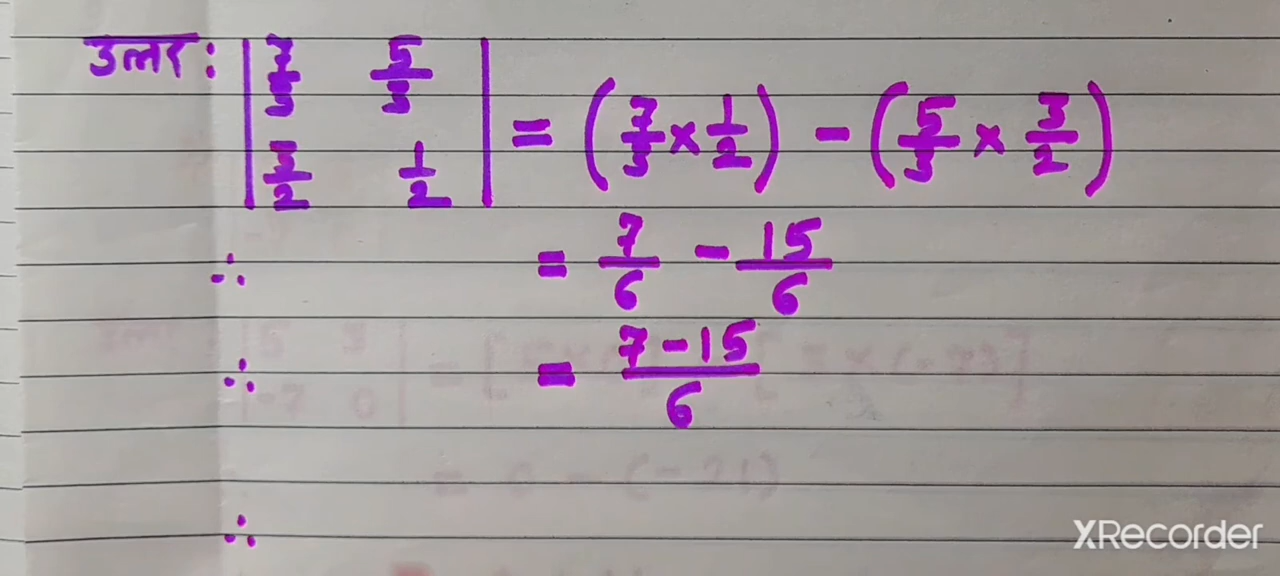 उत्तर: | 7/3 5/3 | = (7/3 × 1/2) - (5/3 × 3/2)
| 3/2 1/2 |
∴ = 7/6 - 15/6
∴ = 7-15/6
∴
XRecorder